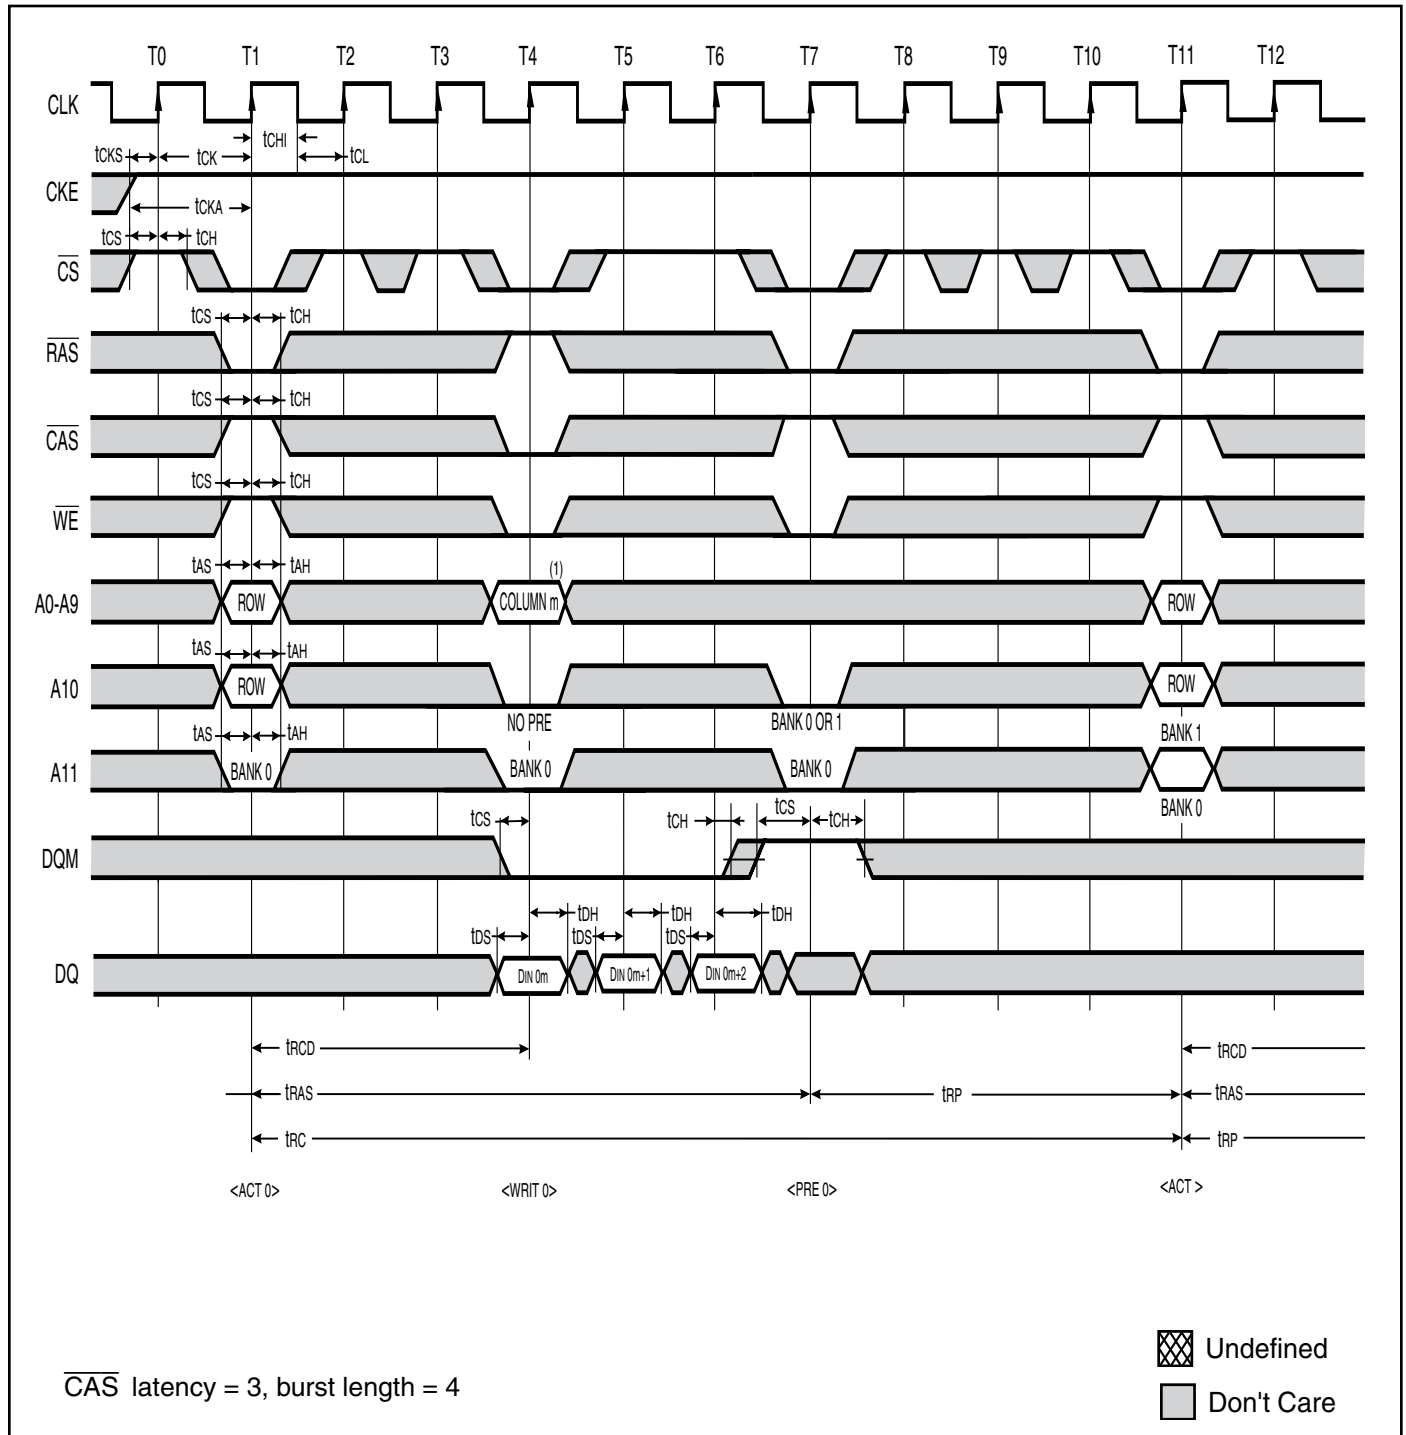 T0 T1 T2 T3 T4 T5 T6 T7 T8 T9 T10 T11 T12
CLK
tCHI
tCKS tCK tCL
CKE
tCKA
tCS tCH
CS
tCS tCH
RAS
tCS tCH
CAS
tCS tCH
WE
tAS tAH (1)
A0-A9 ROW COLUMN m ROW
tAS tAH
A10 ROW ROW
NO PRE BANK 0 OR 1
tAS tAH BANK 1
A11 BANK 0 BANK 0 BANK 0
BANK 0
tCS tCH tCS tCH
DQM
tDH tDH tDH
tDS tDS tDS
DQ DIN 0m DIN 0m+1 DIN 0m+2
tRCD tRCD
tRAS tRP tRAS
tRC tRP
<ACT 0> <WRIT 0> <PRE 0> <ACT >
Undefined
CAS latency = 3, burst length = 4
Don't Care